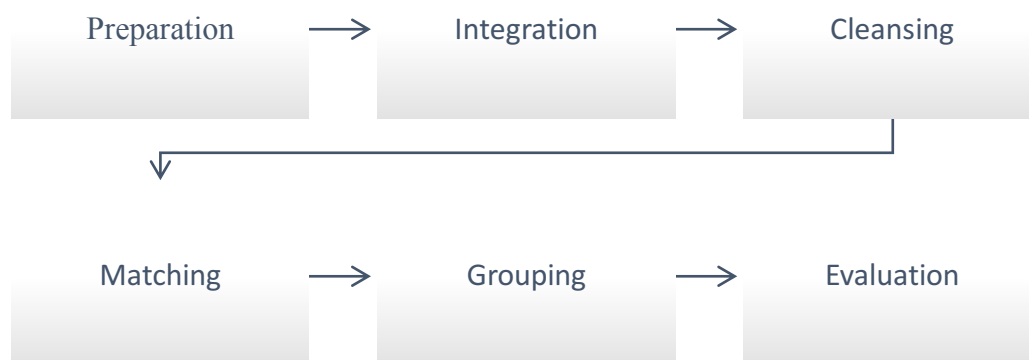 Preparation
Integration
Cleansing
Matching
Grouping
Evaluation